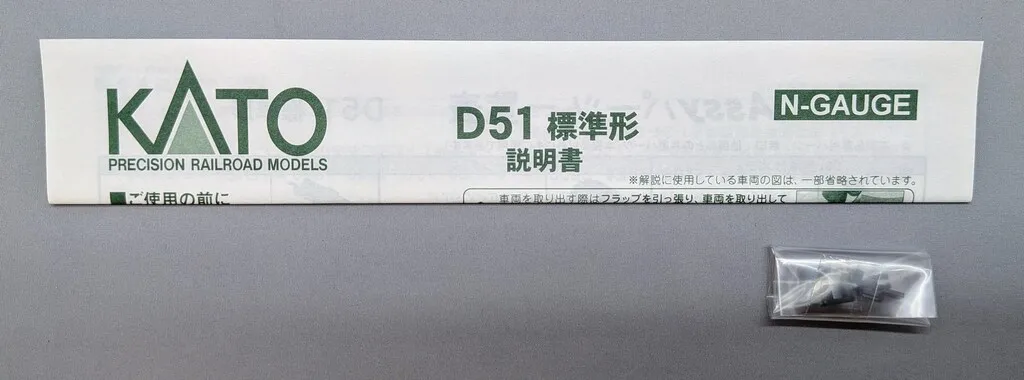 KATO
PRECISION RAILROAD MODELS
D51 標準形
説明書
N-GAUGE
※解説に使用している車両の図は、一部省略されています。
■ご使用の前に
車両を取り出す際はフラップを引っ張り、車両を取り出して